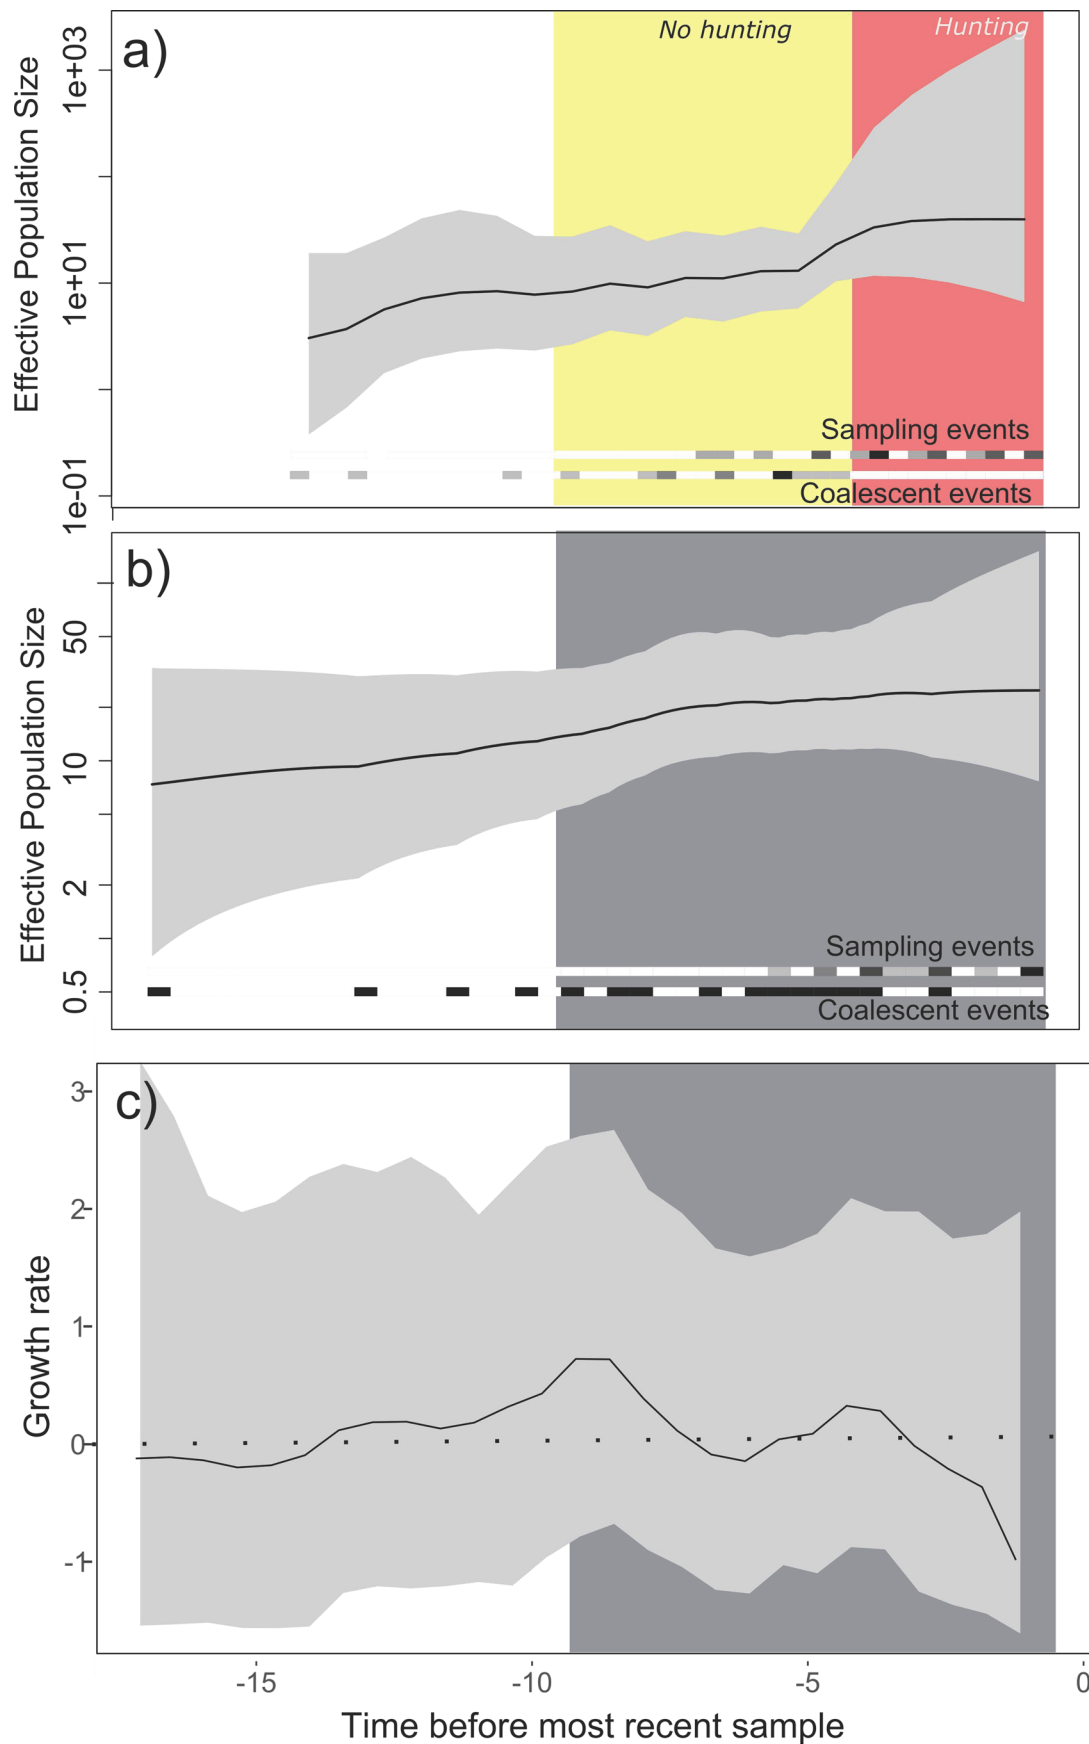 a)
No hunting
Hunting
Effective Population Size
1e+03
1e+01
1e-01
Sampling events
Coalescent events
b)
Effective Population Size
50
10
2
0.5
Sampling events
Coalescent events
c)
Growth rate
3
2
1
0
-1
-15
-10
-5
0
Time before most recent sample